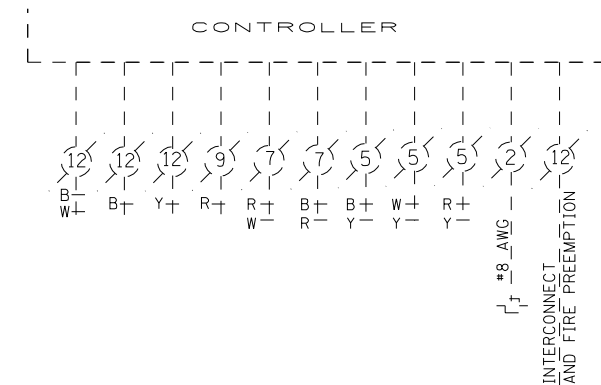 CONTROLLER
12 12 12 9 7 7 5 5 5 2 12
B B Y R R B B W R
W W R Y Y Y
#8 AWG
INTERCONNECT
AND FIRE PREEMPTION